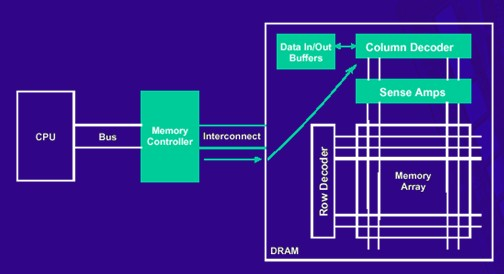 Data In/Out
Buffers
Column Decoder
Sense Amps
CPU
Bus
Memory
Controller
Interconnect
Row Decoder
Memory
Array
DRAM